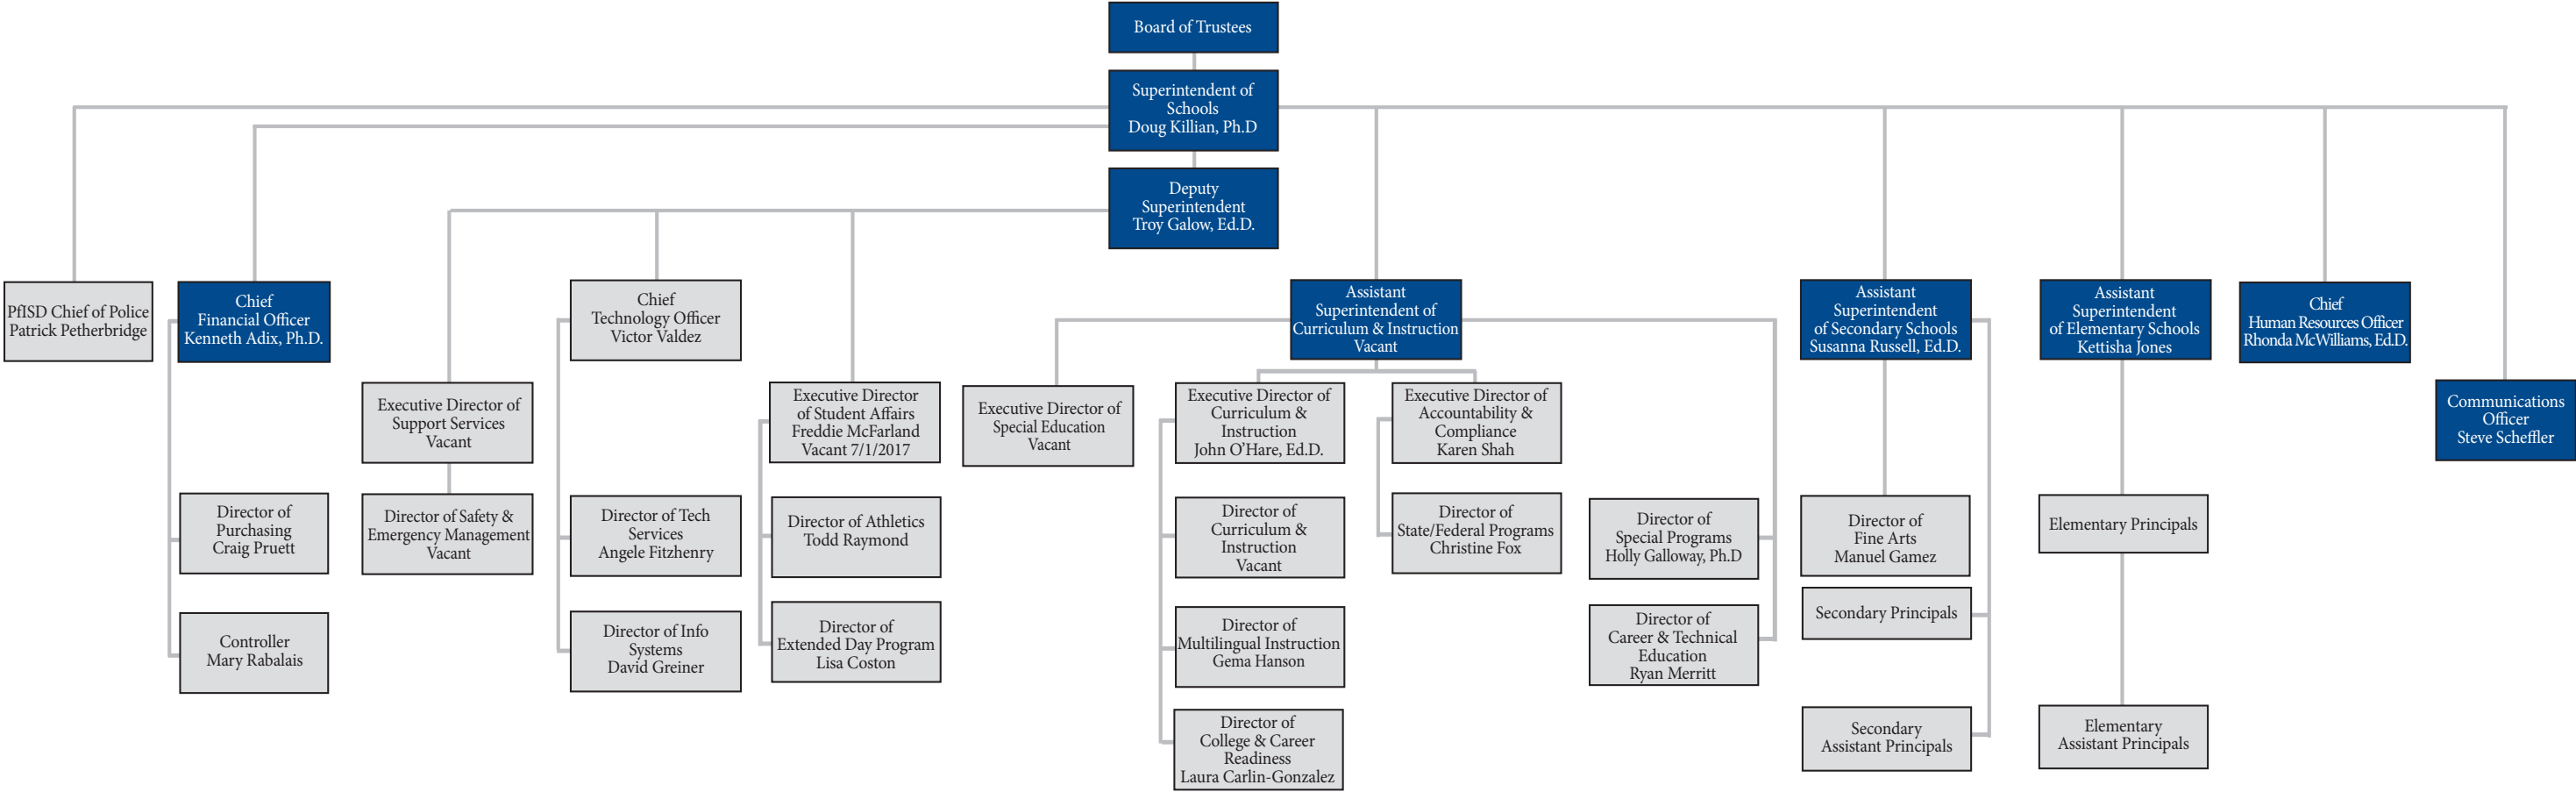 Board of Trustees
Superintendent of
Schools
Doug Killian, Ph.D
Deputy
Superintendent
Troy Galow, Ed.D.
PfISD Chief of Police
Patrick Petherbridge
Chief
Financial Officer
Kenneth Adix, Ph.D.
Director of
Purchasing
Craig Pruett
Controller
Mary Rabalais
Executive Director of
Support Services
Vacant
Director of Safety &
Emergency Management
Vacant
Chief
Technology Officer
Victor Valdez
Director of Tech
Services
Angele Fitzhenry
Director of Info
Systems
David Greiner
Executive Director
of Student Affairs
Freddie McFarland
Vacant 7/1/2017
Director of Athletics
Todd Raymond
Director of
Extended Day Program
Lisa Coston
Assistant
Superintendent of
Curriculum & Instruction
Vacant
Executive Director of
Special Education
Vacant
Executive Director of
Curriculum &
Instruction
John O'Hare, Ed.D.
Director of
Curriculum &
Instruction
Vacant
Director of
Multilingual Instruction
Gema Hanson
Director of
College & Career
Readiness
Laura Carlin-Gonzalez
Executive Director of
Accountability &
Compliance
Karen Shah
Director of
State/Federal Programs
Christine Fox
Director of
Special Programs
Holly Galloway, Ph.D
Director of
Career & Technical
Education
Ryan Merritt
Assistant
Superintendent
of Secondary Schools
Susanna Russell, Ed.D.
Director of
Fine Arts
Manuel Gamez
Secondary Principals
Secondary
Assistant Principals
Assistant
Superintendent
of Elementary Schools
Kettisha Jones
Elementary Principals
Elementary
Assistant Principals
Chief
Human Resources Officer
Rhonda McWilliams, Ed.D.
Communications
Officer
Steve Scheffler